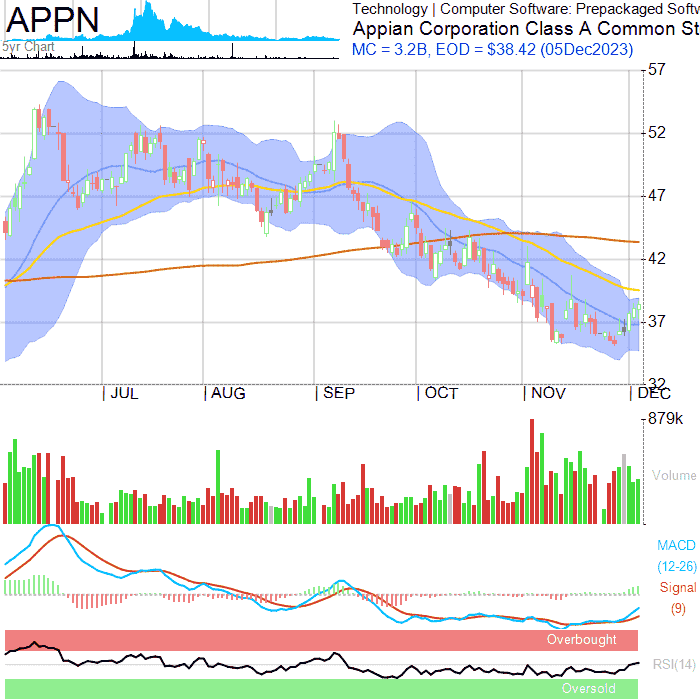 APPN
5yr Chart
Technology | Computer Software: Prepackaged Softw
Appian Corporation Class A Common St
MC = 3.2B, EOD = $38.42 (05Dec2023)
57
52
47
42
37
32
JUL AUG SEP OCT NOV DEC
879k
Volume
MACD
(12-26)
Signal
(9)
Overbought
RSI(14)
Oversold